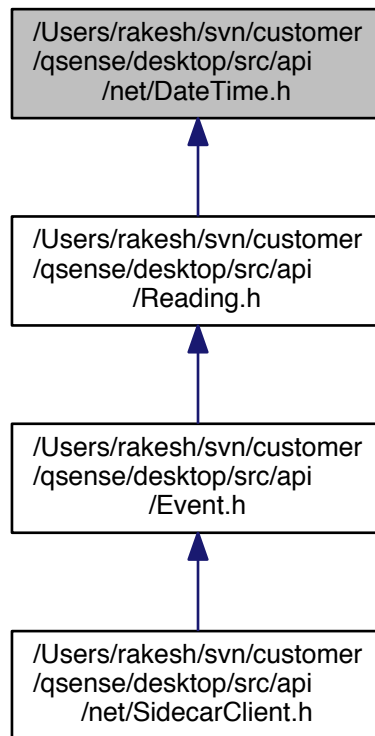 /Users/rakesh/svn/customer
/qsense/desktop/src/api
/net/DateTime.h
/Users/rakesh/svn/customer
/qsense/desktop/src/api
/Reading.h
/Users/rakesh/svn/customer
/qsense/desktop/src/api
/Event.h
/Users/rakesh/svn/customer
/qsense/desktop/src/api
/net/SidecarClient.h